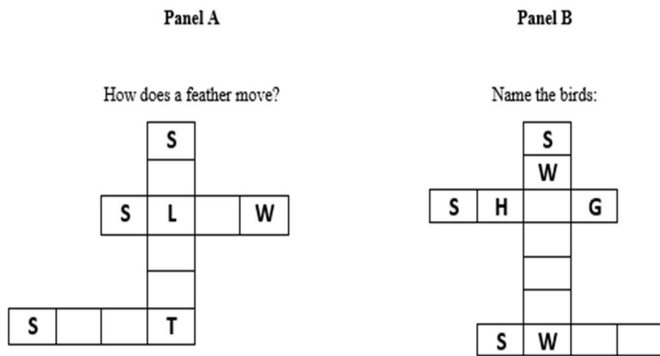 Panel A
Panel B
How does a feather move?
Name the birds:
S
S L W
S T
S
W
S H G
S W